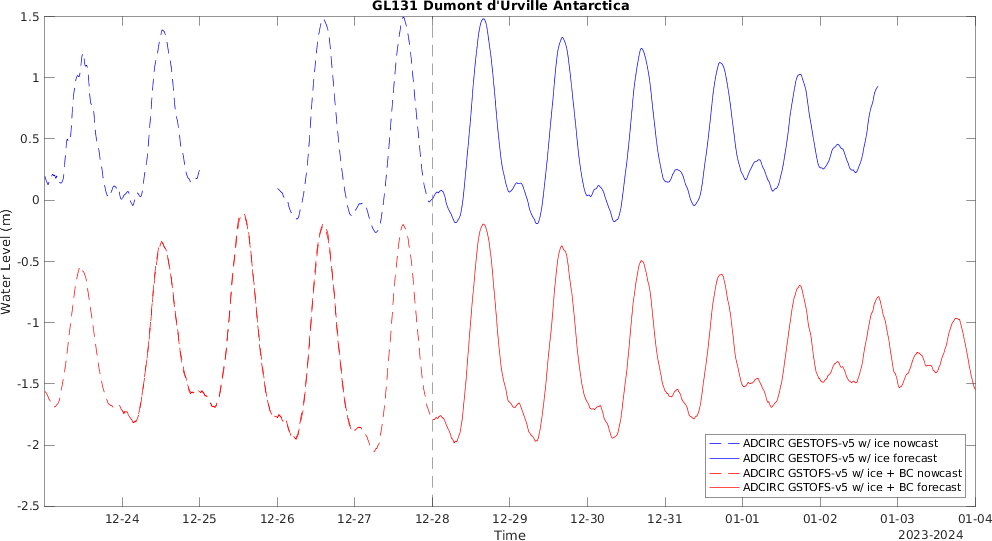 GL131 Dumont d'Urville Antarctica
1.5
1
0.5
0
-0.5
-1
-1.5
-2
-2.5
Water Level (m)
ADCIRC GESTOFS-v5 w/ ice nowcast
ADCIRC GESTOFS-v5 w/ ice forecast
ADCIRC GSTOFS-v5 w/ ice + BC nowcast
ADCIRC GSTOFS-v5 w/ ice + BC forecast
12-24 12-25 12-26 12-27 12-28 12-29 12-30 12-31 01-01 01-02 01-03 01-04
Time
2023-2024